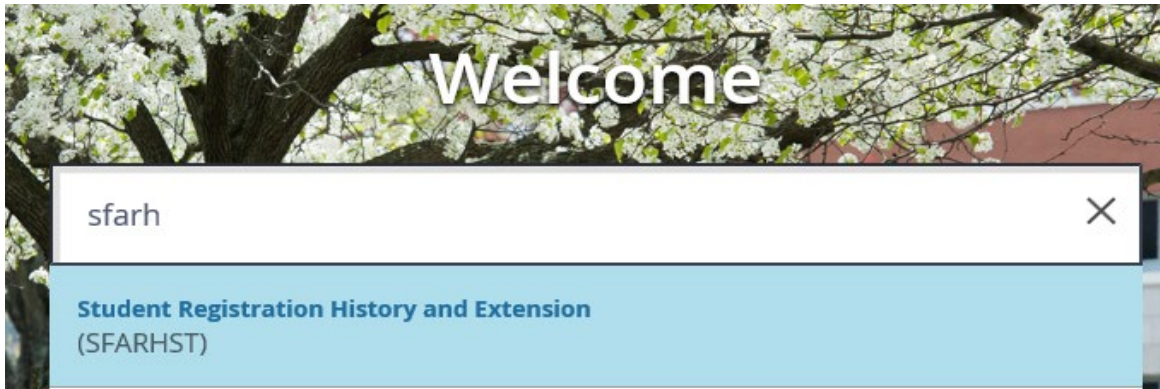 Welcome
sfarh
Student Registration History and Extension
(SFARHST)